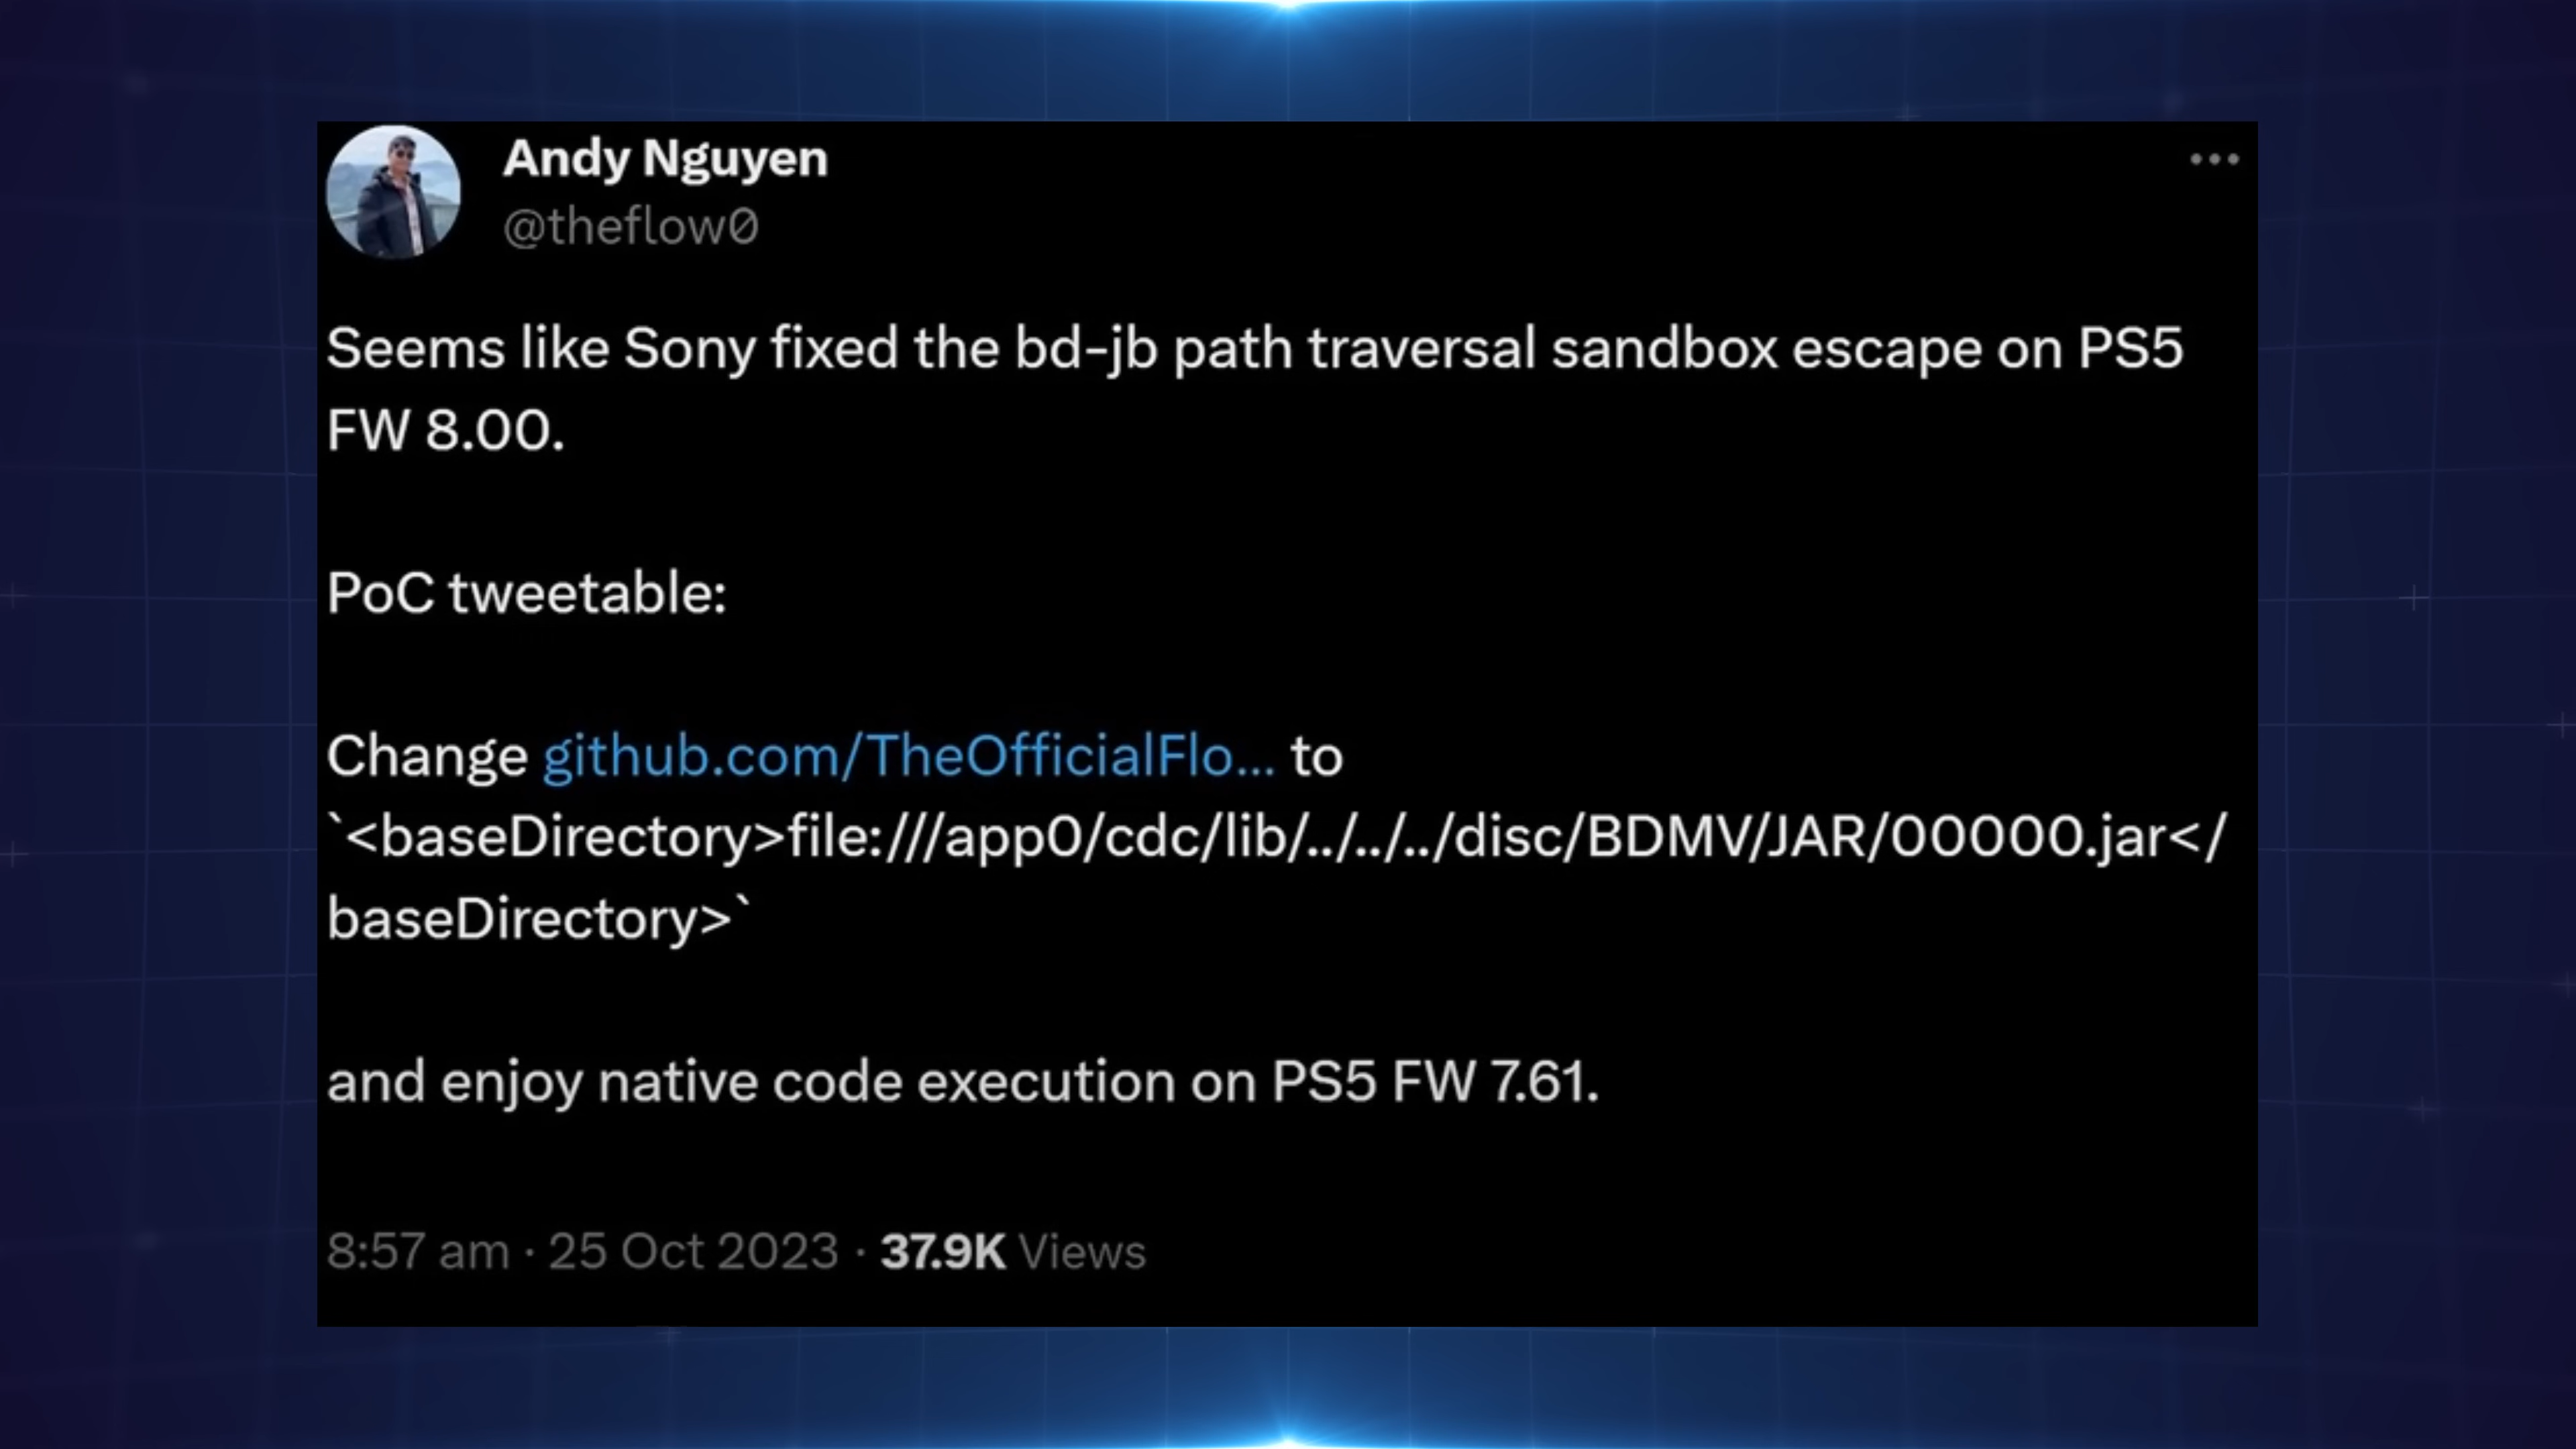 Andy Nguyen
@theflow0
Seems like Sony fixed the bd-jb path traversal sandbox escape on PS5
FW 8.00.
PoC tweetable:
Change github.com/TheOfficialFlo... to
`<baseDirectory>file:///app0/cdc/lib/../../../disc/BDMV/JAR/00000.jar</
baseDirectory>`
and enjoy native code execution on PS5 FW 7.61.
8:57 am · 25 Oct 2023 · 37.9K Views